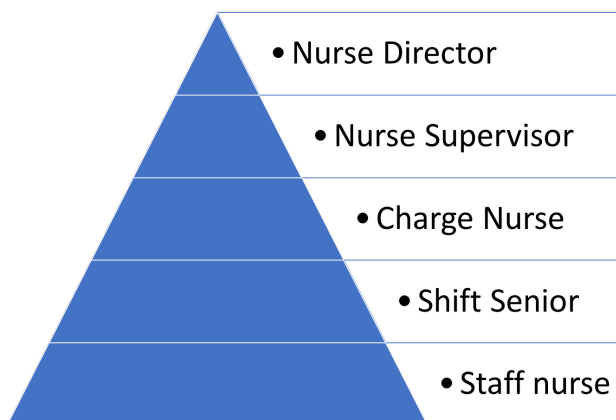 • Nurse Director
• Nurse Supervisor
• Charge Nurse
• Shift Senior
• Staff nurse